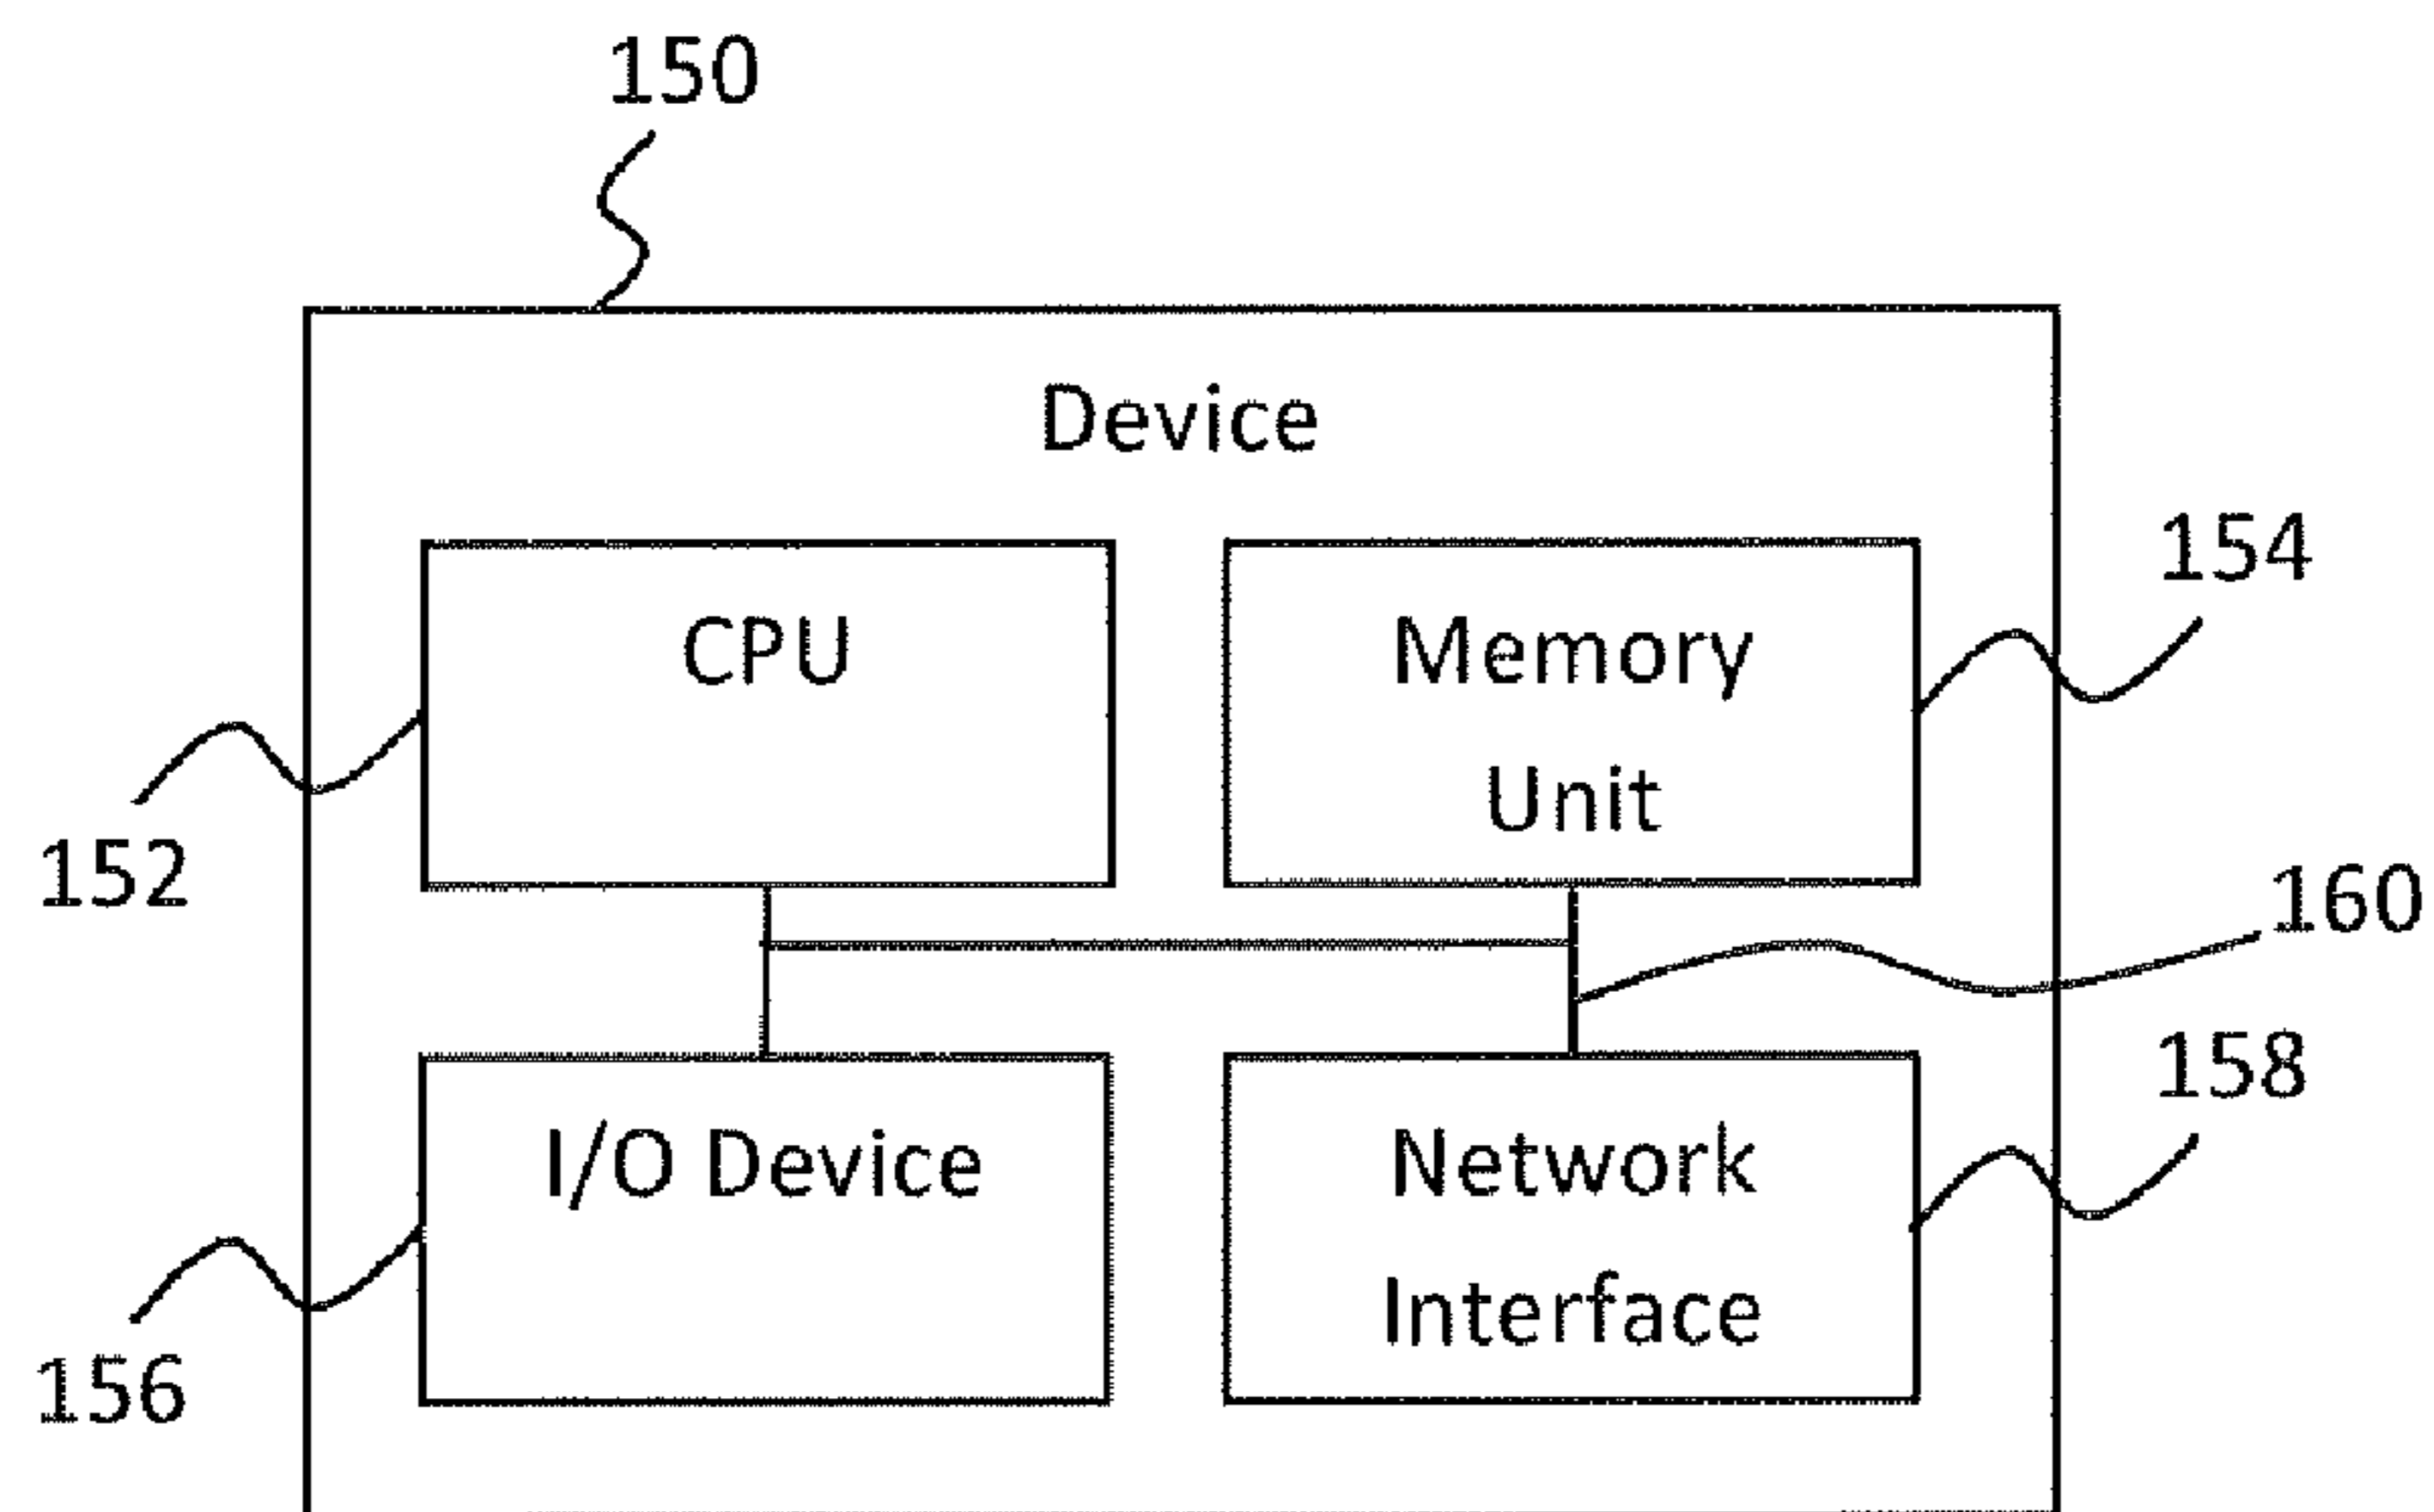 150
Device
154
CPU
Memory
Unit
152
160
158
I/O Device
Network
Interface
156